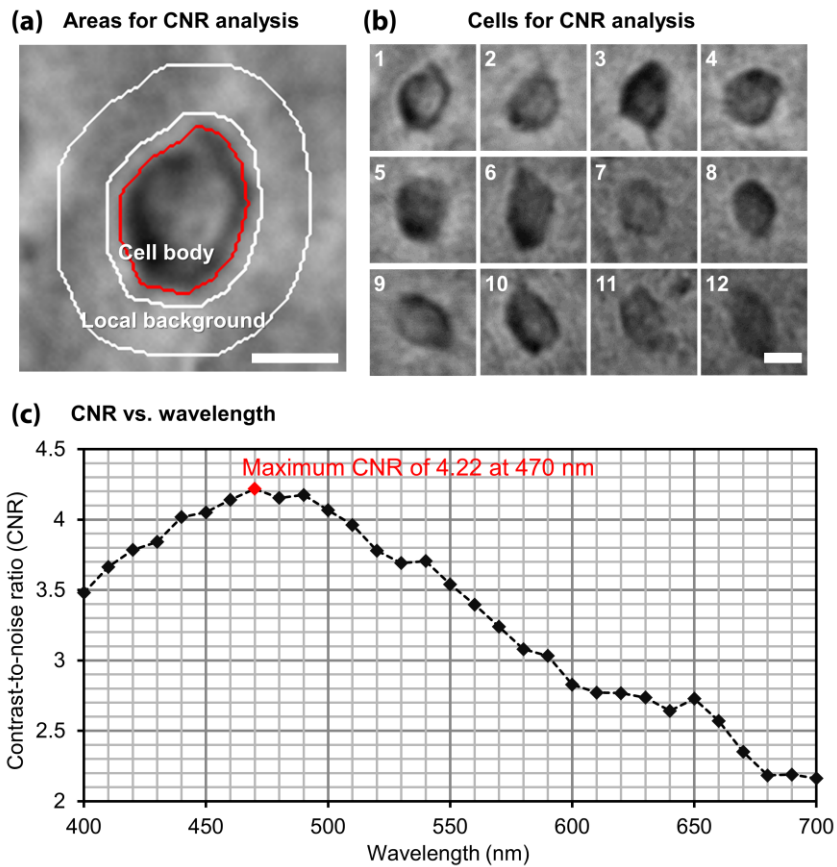 (a) Areas for CNR analysis
Cell body
Local background
(b) Cells for CNR analysis
1 2 3 4
5 6 7 8
9 10 11 12
(c) CNR vs. wavelength
Maximum CNR of 4.22 at 470 nm
Contrast-to-noise ratio (CNR)
4.5
4
3.5
3
2.5
2
400 450 500 550 600 650 700
Wavelength (nm)